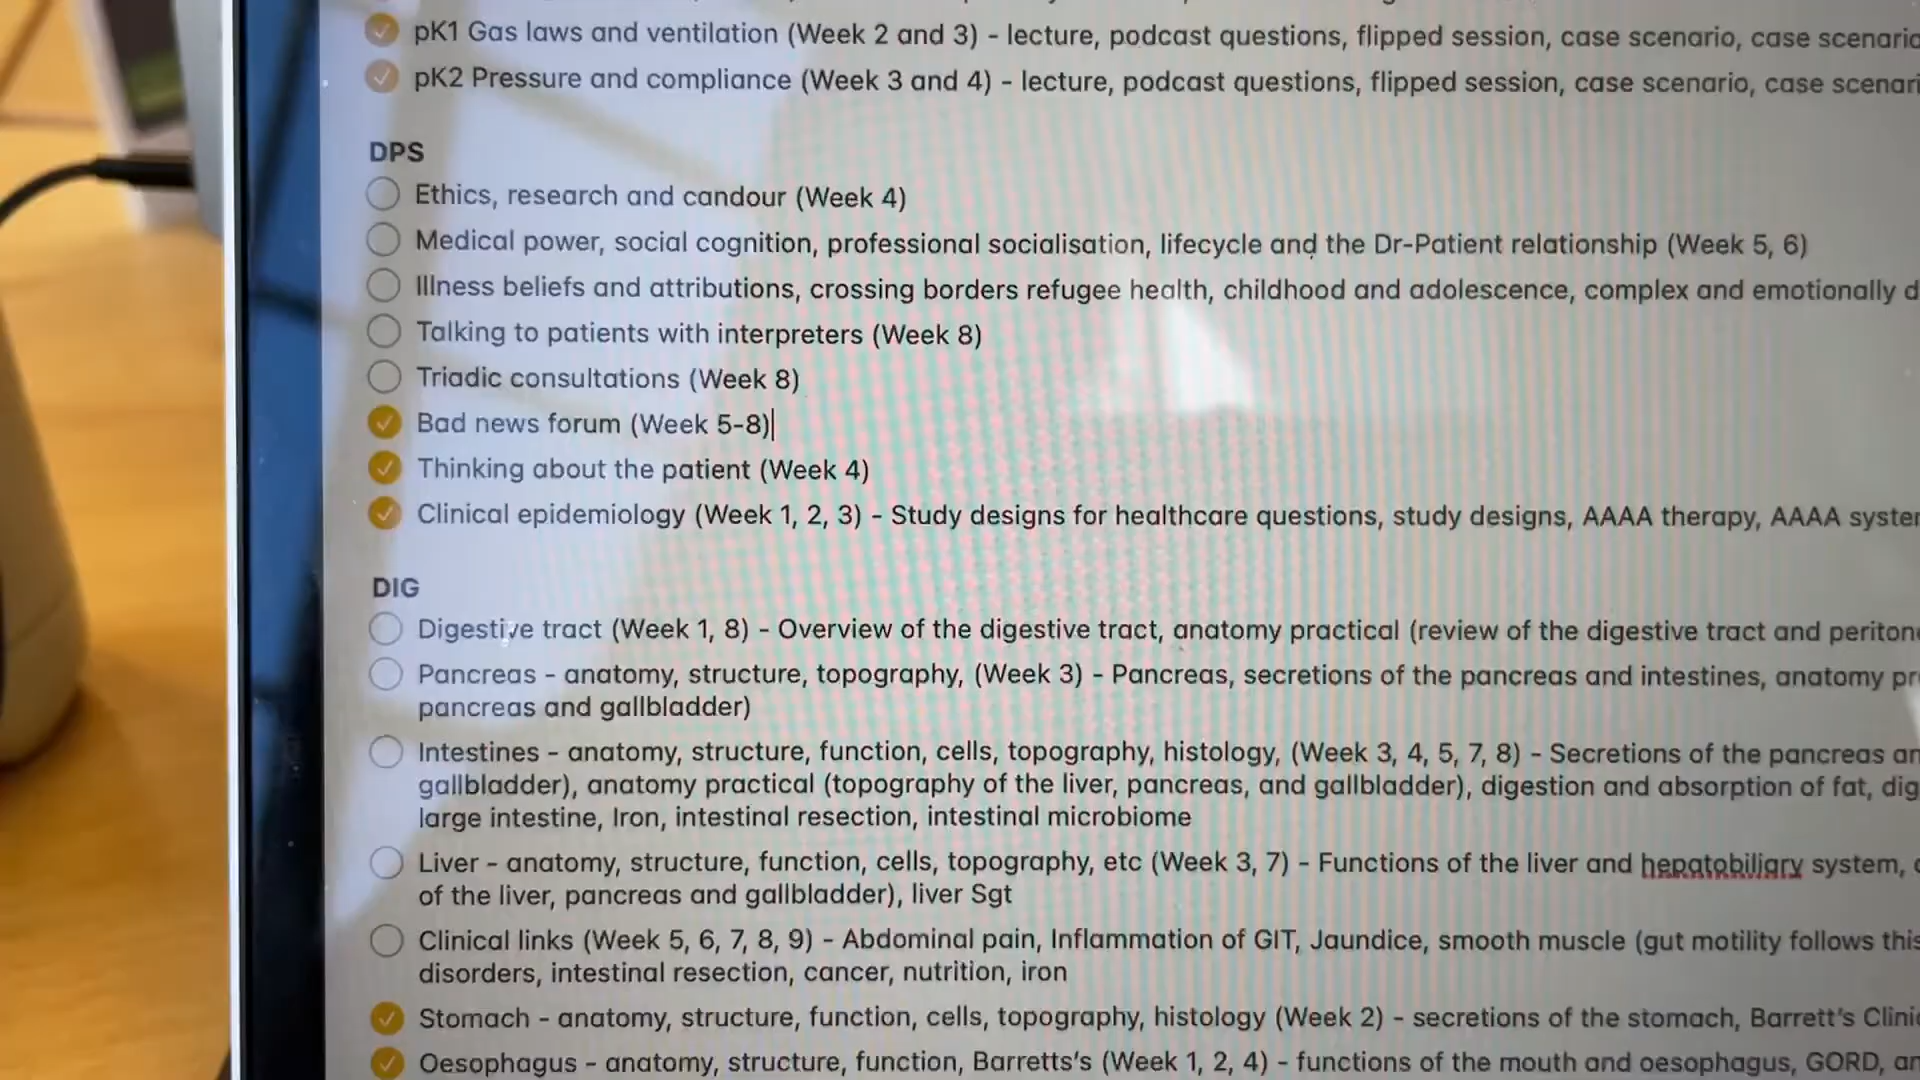 pK1 Gas laws and ventilation (Week 2 and 3) - lecture, podcast questions, flipped session, case scenario, case scenario
pK2 Pressure and compliance (Week 3 and 4) - lecture, podcast questions, flipped session, case scenario, case scenari
DPS
Ethics, research and candour (Week 4)
Medical power, social cognition, professional socialisation, lifecycle and the Dr-Patient relationship (Week 5, 6)
Illness beliefs and attributions, crossing borders refugee health, childhood and adolescence, complex and emotionally d
Talking to patients with interpreters (Week 8)
Triadic consultations (Week 8)
Bad news forum (Week 5-8)
Thinking about the patient (Week 4)
Clinical epidemiology (Week 1, 2, 3) - Study designs for healthcare questions, study designs, AAAA therapy, AAAA system
DIG
Digestive tract (Week 1, 8) - Overview of the digestive tract, anatomy practical (review of the digestive tract and peritone
Pancreas - anatomy, structure, topography, (Week 3) - Pancreas, secretions of the pancreas and intestines, anatomy pr
pancreas and gallbladder)
Intestines - anatomy, structure, function, cells, topography, histology, (Week 3, 4, 5, 7, 8) - Secretions of the pancreas an
gallbladder), anatomy practical (topography of the liver, pancreas, and gallbladder), digestion and absorption of fat, dig
large intestine, Iron, intestinal resection, intestinal microbiome
Liver - anatomy, structure, function, cells, topography, etc (Week 3, 7) - Functions of the liver and hepatobiliary system,
of the liver, pancreas and gallbladder), liver Sgt
Clinical links (Week 5, 6, 7, 8, 9) - Abdominal pain, Inflammation of GIT, Jaundice, smooth muscle (gut motility follows this
disorders, intestinal resection, cancer, nutrition, iron
Stomach - anatomy, structure, function, cells, topography, histology (Week 2) - secretions of the stomach, Barrett's Clinic
Oesophagus - anatomy, structure, function, Barretts's (Week 1, 2, 4) - functions of the mouth and oesophagus, GORD, an